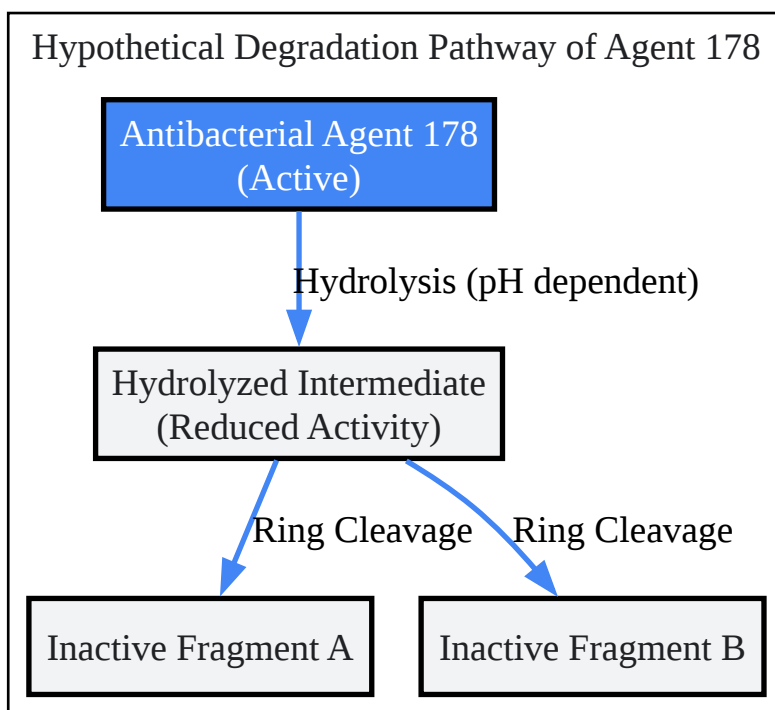 Hypothetical Degradation Pathway of Agent 178
Antibacterial Agent 178
(Active)
Hydrolysis (pH dependent)
Hydrolyzed Intermediate
(Reduced Activity)
Ring Cleavage
Ring Cleavage
Inactive Fragment A
Inactive Fragment B